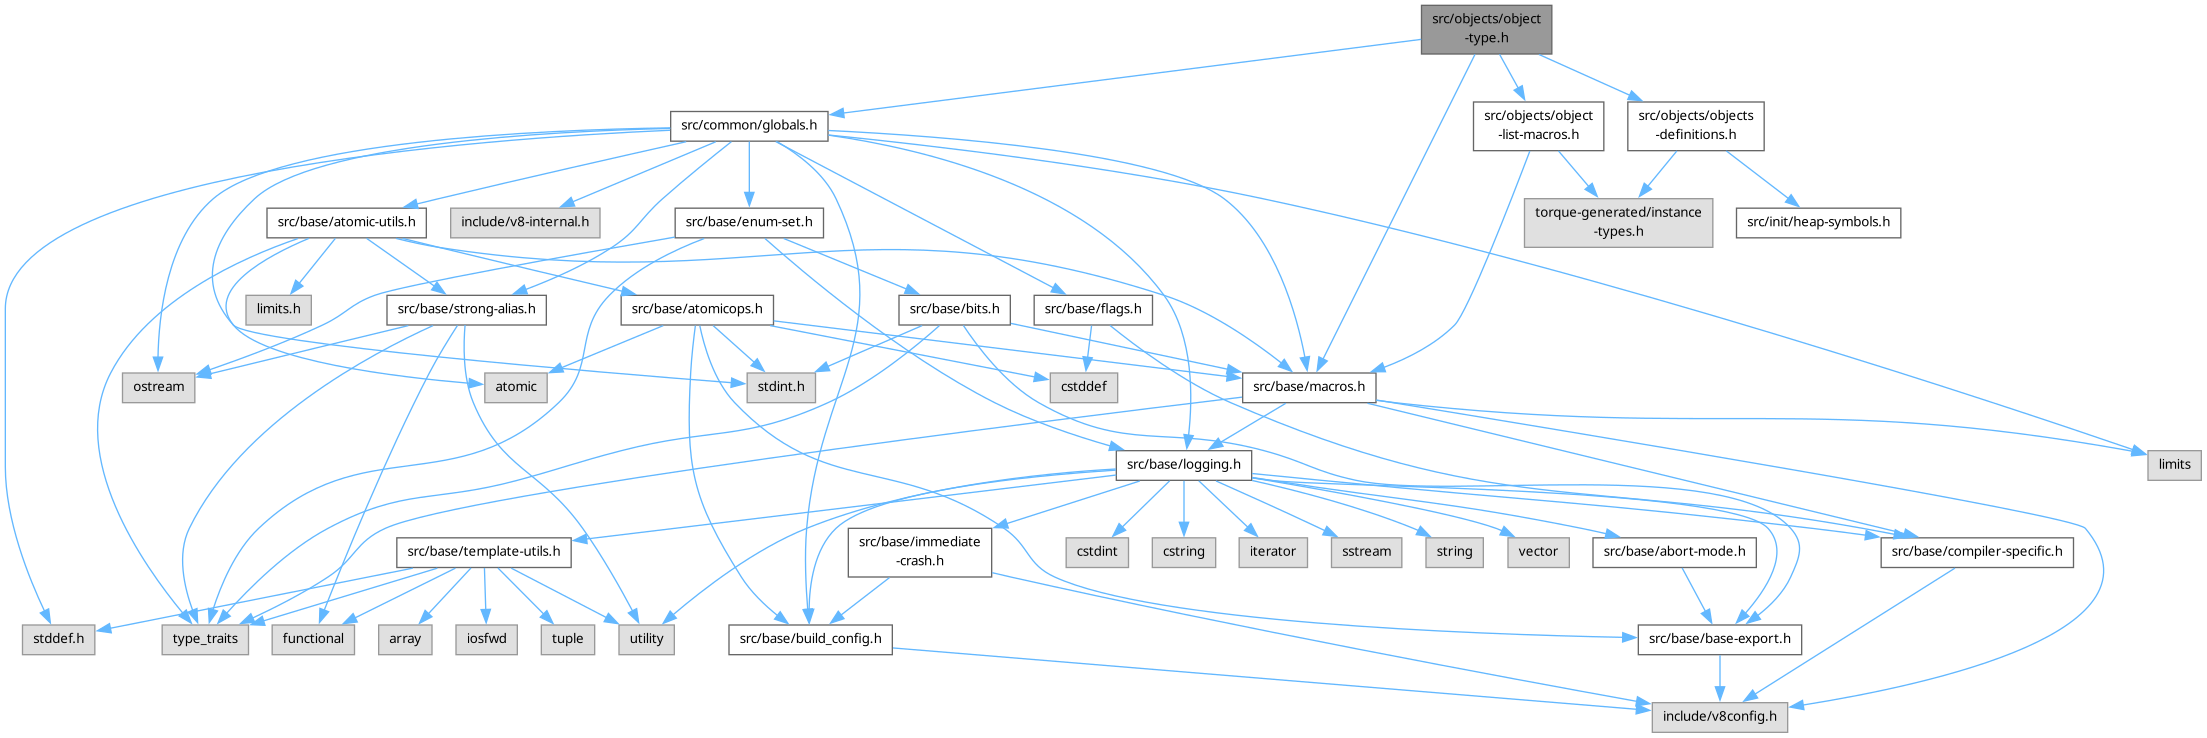 src/objects/object
-type.h
src/common/globals.h
src/objects/object
-list-macros.h
src/objects/objects
-definitions.h
src/base/atomic-utils.h
include/v8-internal.h
src/base/enum-set.h
torque-generated/instance
-types.h
src/init/heap-symbols.h
limits.h
src/base/strong-alias.h
src/base/atomicops.h
src/base/bits.h
src/base/flags.h
ostream
atomic
stdint.h
cstddef
src/base/macros.h
src/base/logging.h
limits
src/base/template-utils.h
src/base/immediate
-crash.h
cstdint
cstring
iterator
sstream
string
vector
src/base/abort-mode.h
src/base/compiler-specific.h
stddef.h
type_traits
functional
array
iosfwd
tuple
utility
src/base/build_config.h
src/base/base-export.h
include/v8config.h